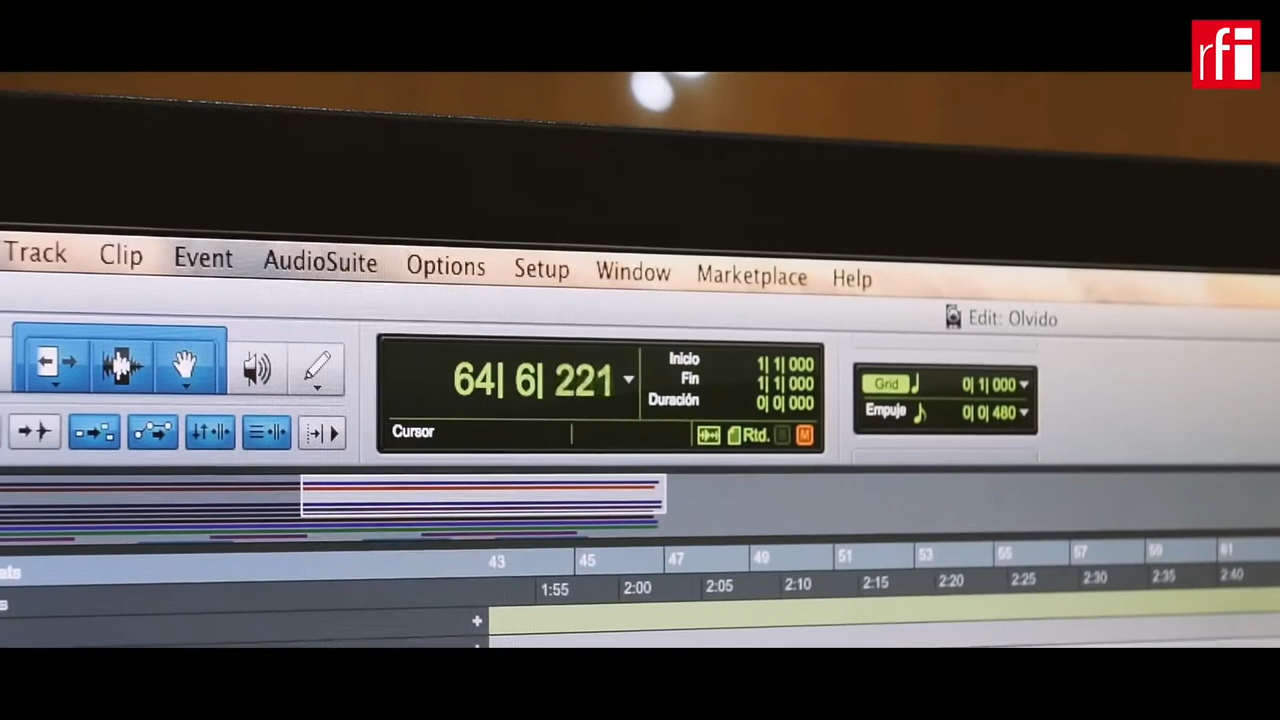 rfi
Track Clip Event AudioSuite Options Setup Window Marketplace Help
Edit: Olvido
64| 6| 221
Inicio 1| 1| 000
Fin 1| 1| 000
Duración 0| 0| 000
Cursor
Rtd.
M
Grid 0| 1| 000
Empuje 0| 0| 480
43 45 47 49 51 53 55 57 59 61
1:55 2:00 2:05 2:10 2:15 2:20 2:25 2:30 2:35 2:40
+